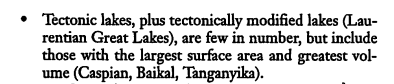 • Tectonic lakes, plus tectonically modified lakes (Lau-
rentian Great Lakes), are few in number, but include
those with the largest surface area and greatest vol-
ume (Caspian, Baikal, Tanganyika).